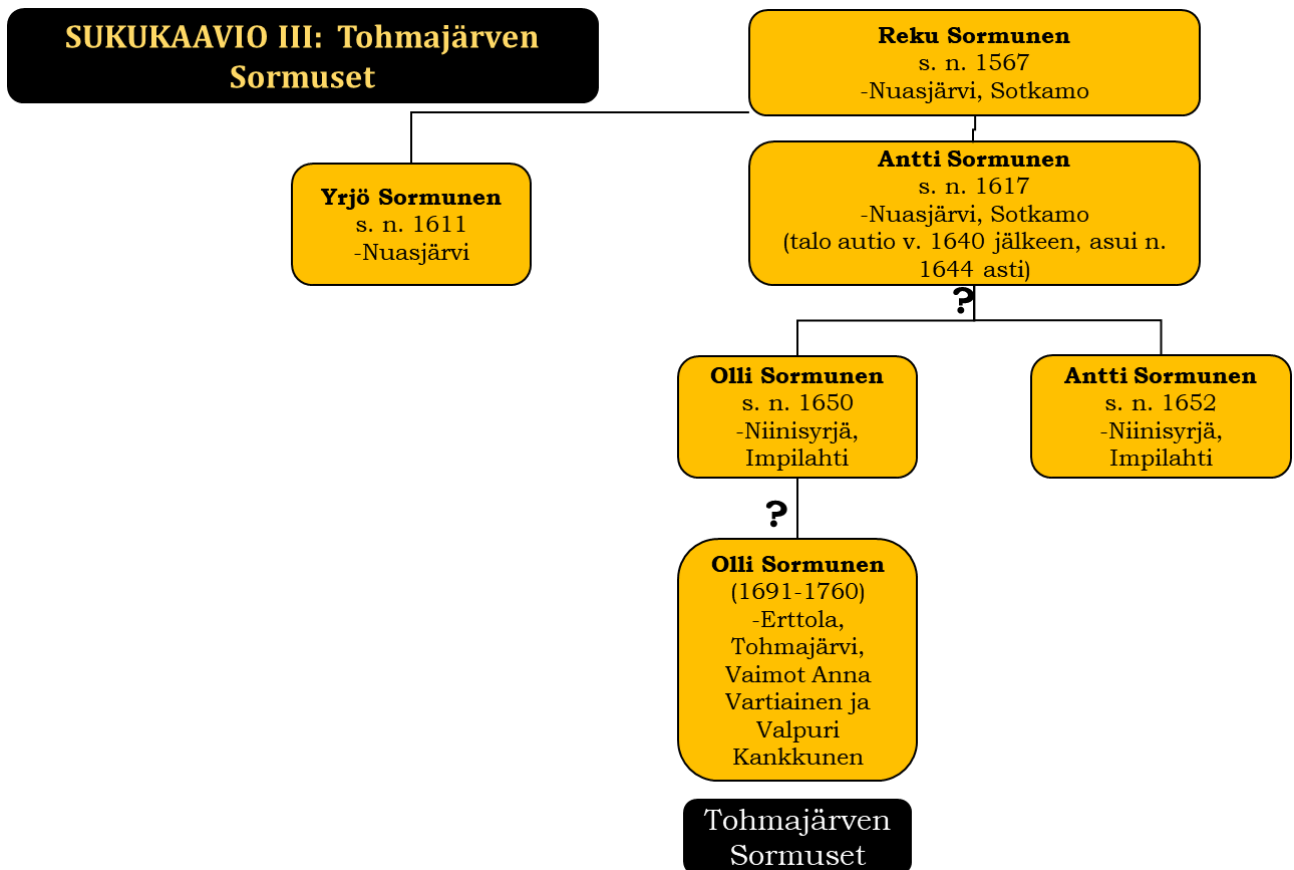 SUKUKAAVIO III: Tohmajärven
Sormuset
Reku Sormunen
s. n. 1567
-Nuasjärvi, Sotkamo
Yrjö Sormunen
s. n. 1611
-Nuasjärvi
Antti Sormunen
s. n. 1617
-Nuasjärvi, Sotkamo
(talo autio v. 1640 jälkeen, asui n.
1644 asti)
?
Olli Sormunen
s. n. 1650
-Niinisyrjä,
Impilahti
Antti Sormunen
s. n. 1652
-Niinisyrjä,
Impilahti
?
Olli Sormunen
(1691-1760)
-Erttola,
Tohmajärvi,
Vaimot Anna
Vartiainen ja
Valpuri
Kankkunen
Tohmajärven
Sormuset